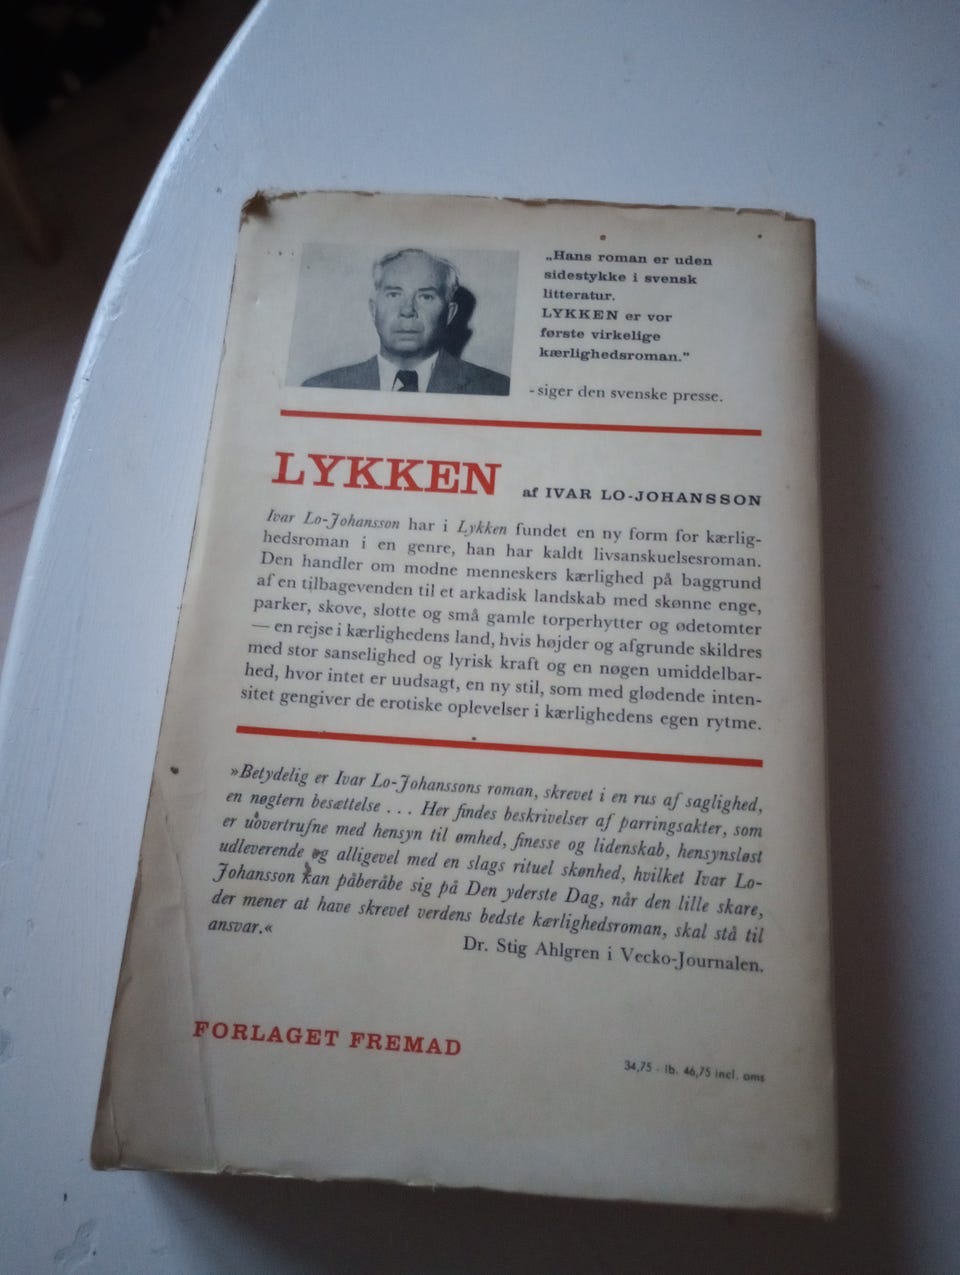 „Hans roman er uden
sidestykke i svensk
litteratur.
LYKKEN er vor
første virkelige
kærlighedsroman.”
- siger den svenske presse.
LYKKEN af IVAR LO-JOHANSSON
Ivar Lo-Johansson har i Lykken fundet en ny form for kærlig-
hedsroman i en genre, han har kaldt livsanskuelsesroman.
Den handler om modne menneskers kærlighed på baggrund
af en tilbagevenden til et arkadisk landskab med skønne enge,
parker, skove, slotte og små gamle torperhytter og ødetomter
— en rejse i kærlighedens land, hvis højder og afgrunde skildres
med stor sanselighed og lyrisk kraft og en nøgen umiddelbar-
hed, hvor intet er uudsagt, en ny stil, som med glødende inten-
sitet gengiver de erotiske oplevelser i kærlighedens egen rytme.
»Betydelig er Ivar Lo-Johanssons roman, skrevet i en rus af saglighed,
en nøgtern besættelse . . . Her findes beskrivelser af parringsakter, som
er uovertrufne med hensyn til ømhed, finesse og lidenskab, hensynsløst
udleverende og alligevel med en slags rituel skønhed, hvilket Ivar Lo-
Johansson kan påberåbe sig på Den yderste Dag, når den lille skare,
der mener at have skrevet verdens bedste kærlighedsroman, skal stå til
ansvar.«
Dr. Stig Ahlgren i Vecko-Journalen.
FORLAGET FREMAD
34,75 - ib. 46,75 incl. oms